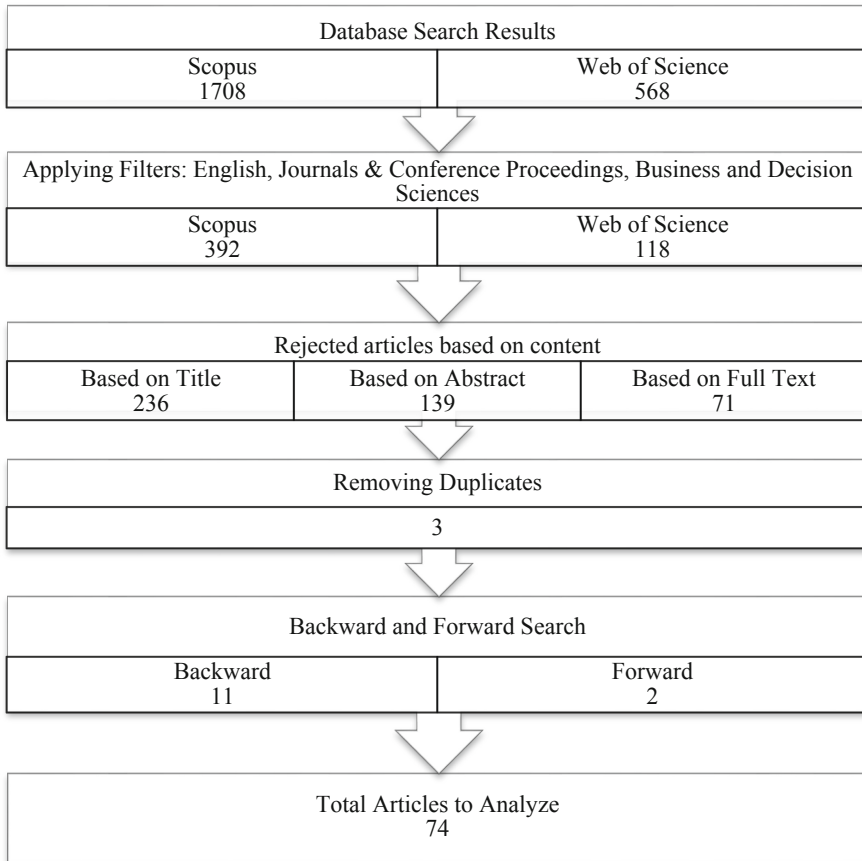 Database Search Results
Scopus
1708
Web of Science
568
Applying Filters: English, Journals & Conference Proceedings, Business and Decision
Sciences
Scopus
392
Web of Science
118
Rejected articles based on content
Based on Title
236
Based on Abstract
139
Based on Full Text
71
Removing Duplicates
3
Backward and Forward Search
Backward
11
Forward
2
Total Articles to Analyze
74